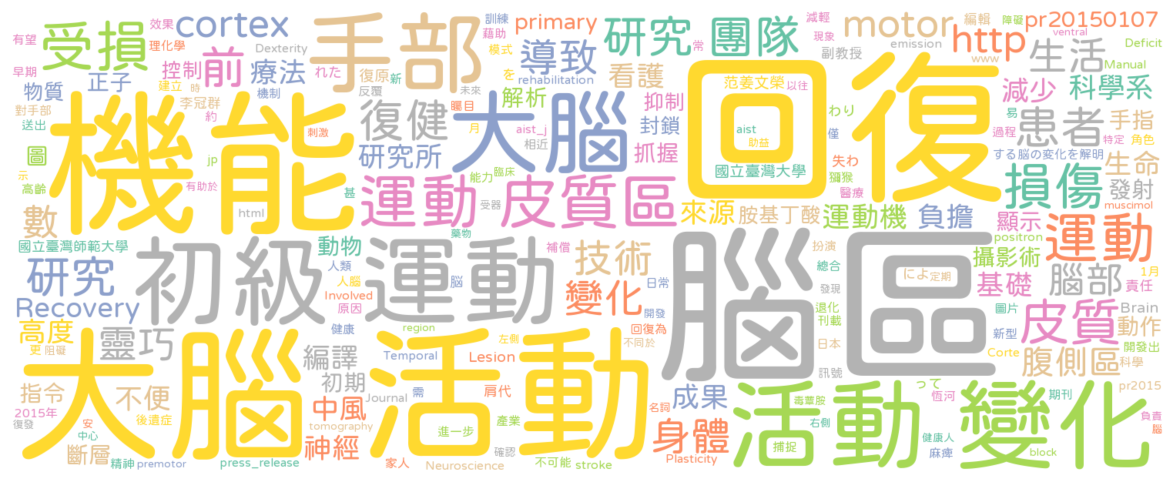 受損
cortex
手部
研究 團隊
motor
pr20150107
http
primary
導致
前
療法
控制
物質
正子
有望
效果
理化學
早期
Dexterity
れた
復原
新
反覆
機制
建立
時
李冠群
約
對手部
送出
圖
示
高齡
jp
有助於
html
刺激
訓練
藉助
模式
を
未來
rehabilitation
常
減輕
現象
編輯
障礙
副教授
emission
www
ventral
Deficit
Manual
看護
解析
抑制
封鎖
抓握
范姜文榮
以往
aist
助益
國立臺灣大學
わり
僅
失わ
獼猴
醫療
生活
減少
科學系
患者
手指
易
過程
特定
角色
する脳の変化を解明
生命
發射
muscimol
機能
復健
研究所
aist_j
相近
大腦
回復
能力
臨床
甚
受器
運動 皮質區
來源
胺基丁酸
運動機
負擔
損傷
顯示
positron
運動
數
國立臺灣師範大學
動物
人類
人腦
Involved
原因
藥物
腦
補償
日常
技術
變化
開發
回復為
不同於
初級 運動
腦區
扮演
總合
發現
退化
刊載
日本
訊號
攝影術
によ
定期
基礎
腦部
1月
責任
圖片
新型
Brain
皮質
動作
Corte
開發出
科學
腹側區
研究
Recovery
高度
更
阻礙
靈巧
編譯
初期
健康
region
左側
Temporal
Lesion
需
Journal
肩代
指令
不便
2015年
後遺症
復發
安
中心
斷層
精神
premotor
press_release
中風
tomography
神經
家人
Neuroscience
大腦 活動
進一步
產業
確認
不可能
stroke
名詞
成果
身體
Plasticity
毒蕈胺
右側
捕捉
活動 變化
って
恆河
期刊
pr2015
健康人
麻痺
block
負責
脳